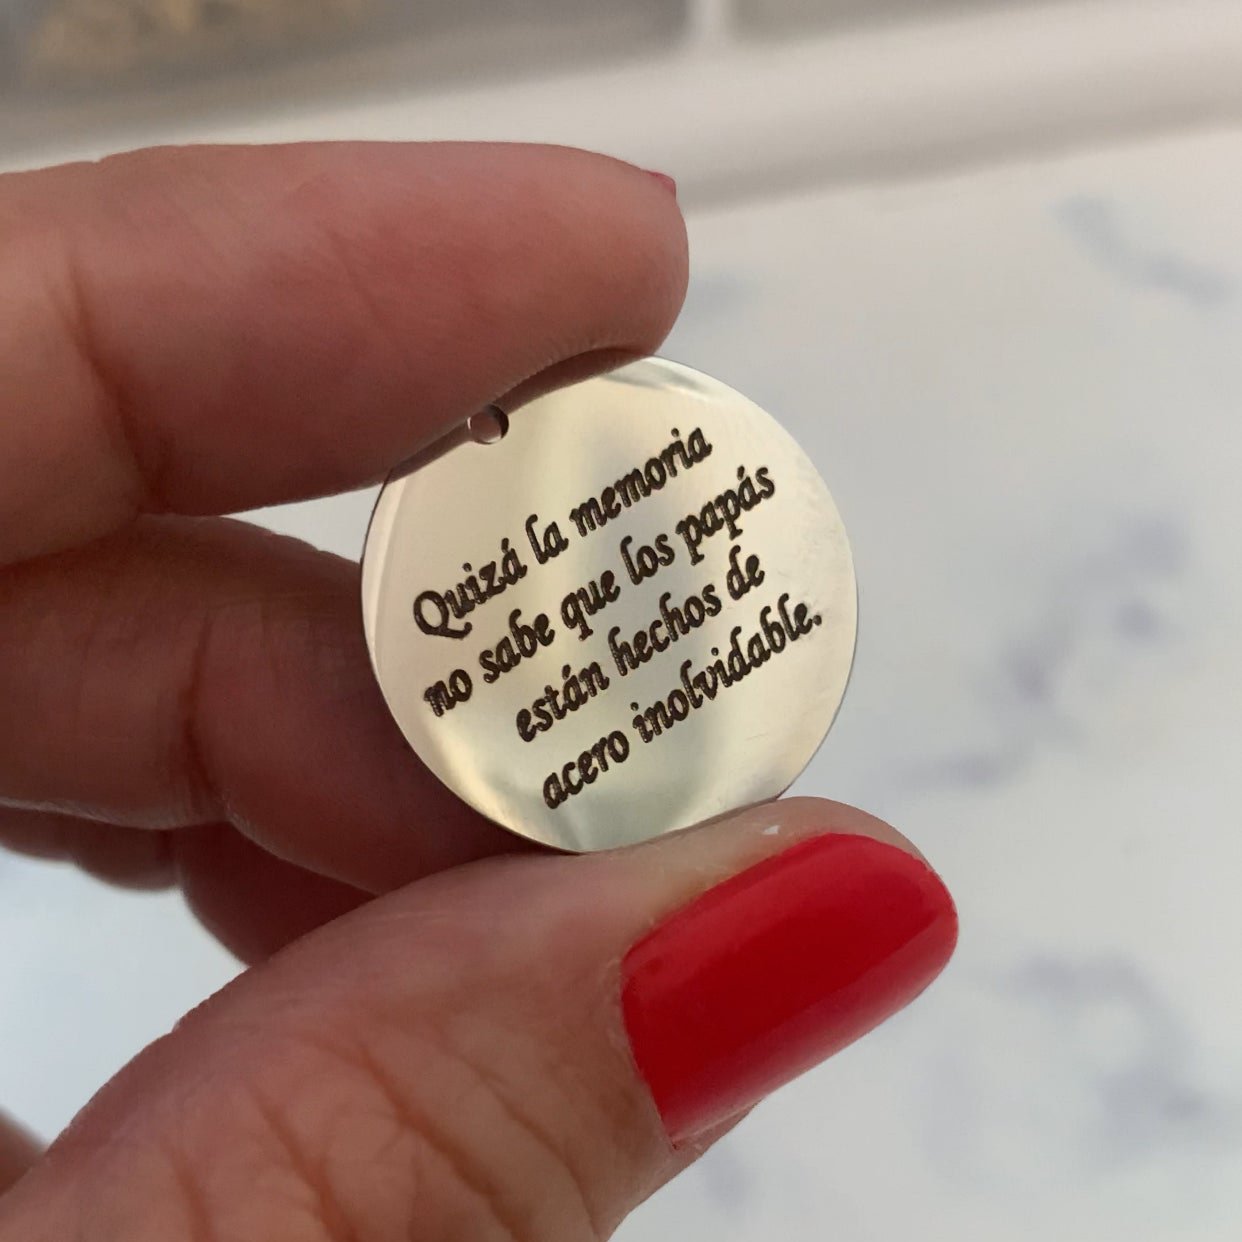 Quizá la memoria
no sabe que los papás
están hechos de
acero inolvidable.